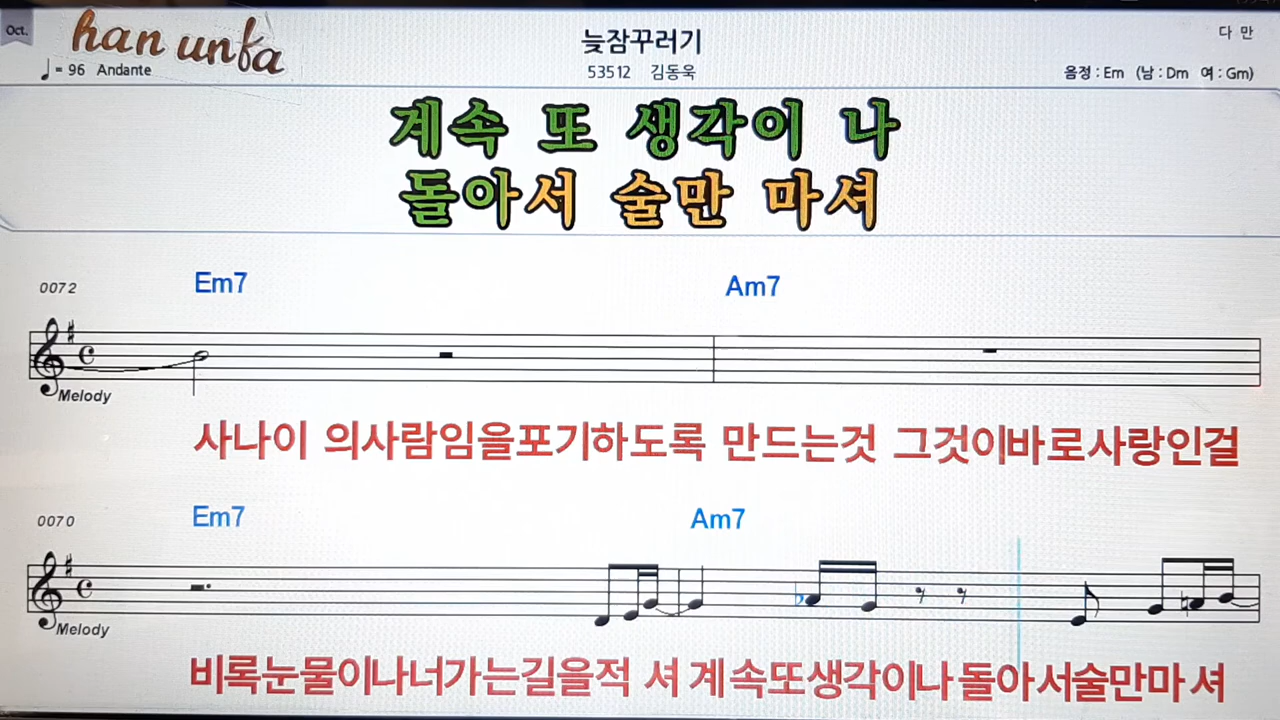 Oct.
han unfa
늦잠꾸러기
다 만
♩= 96 Andante
53512 김동욱
음정 : Em (남 : Dm 여 : Gm)
계속 또 생각이 나
돌아서 술만 마셔
0072 Em7 Am7
Melody
사나이 의사람임을포기하도록 만드는것 그것이바로사랑인걸
0070 Em7 Am7
Melody
비록눈물이나너가는길을적 셔 계속또생각이나 돌아서술만마 셔